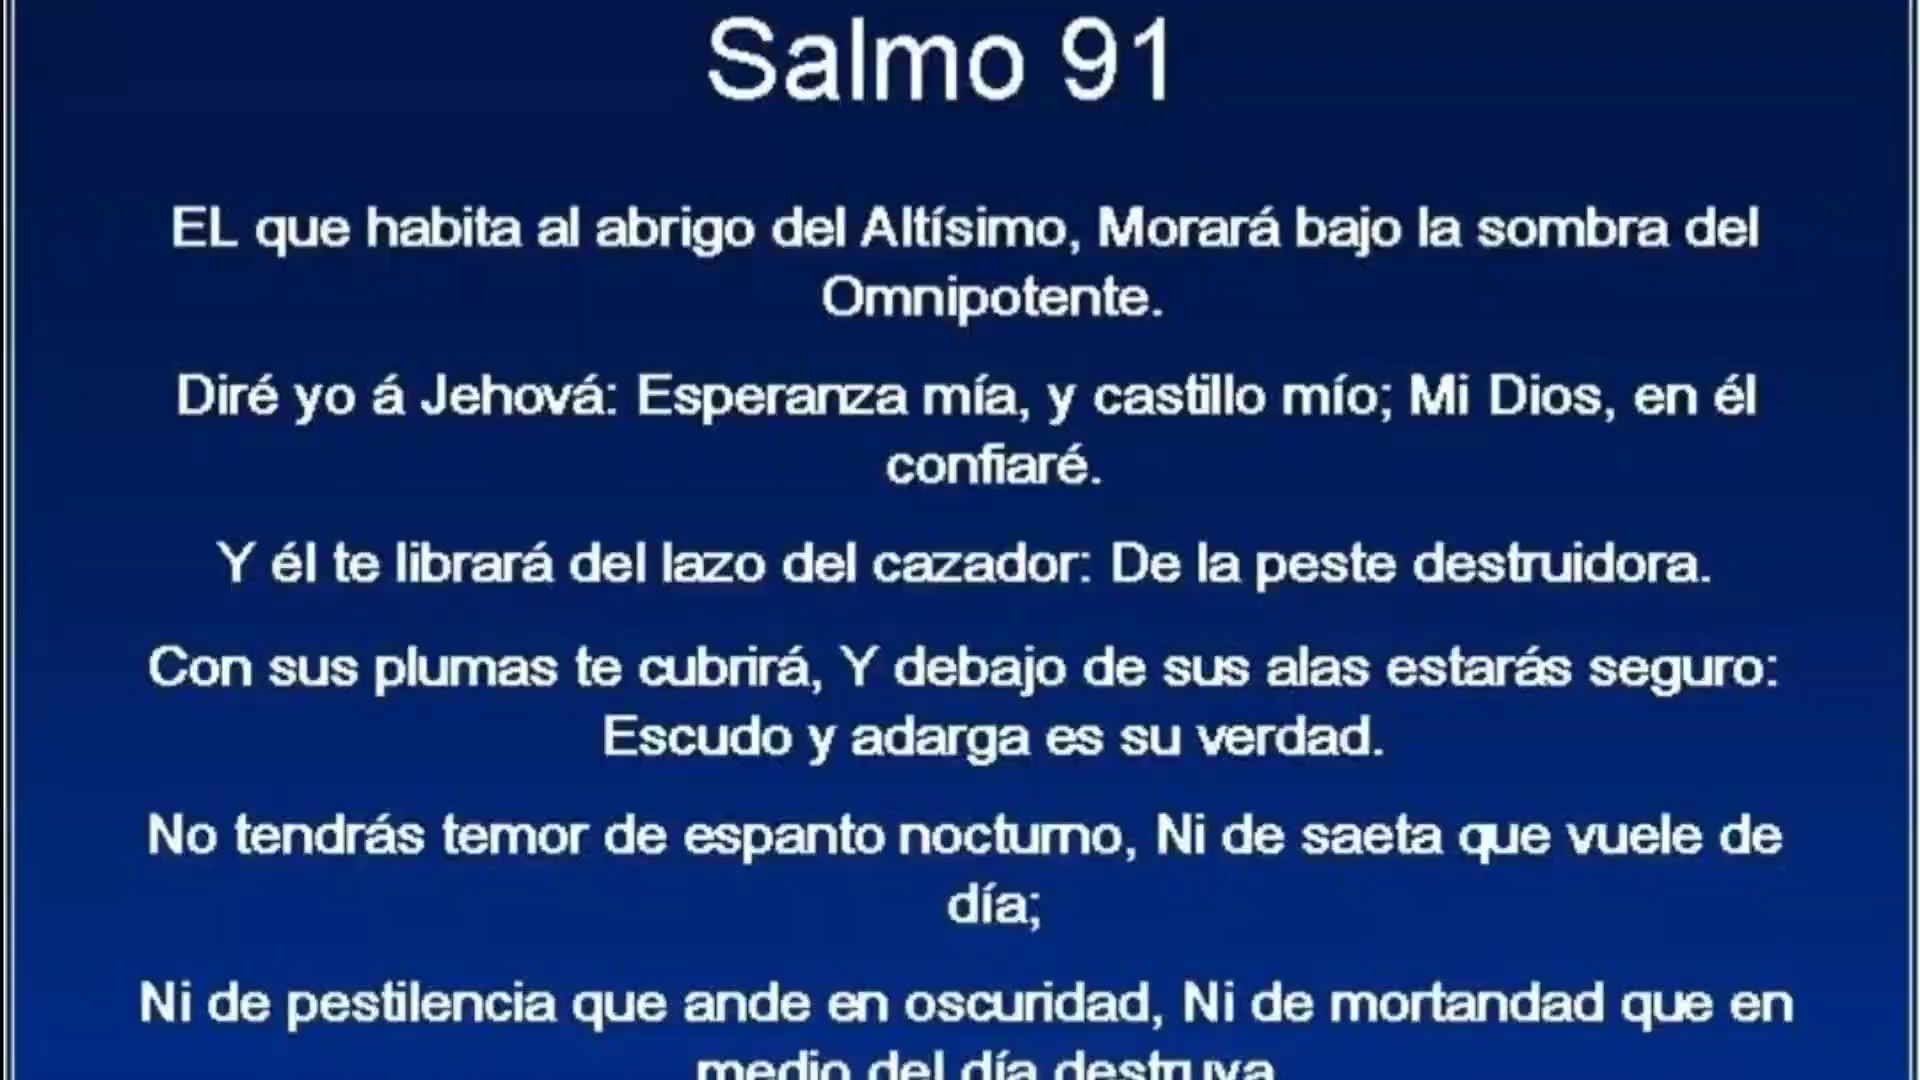 Salmo 91
EL que habita al abrigo del Altísimo, Morará bajo la sombra del
Omnipotente.
Diré yo á Jehová: Esperanza mía, y castillo mío; Mi Dios, en él
confiaré.
Y él te librará del lazo del cazador: De la peste destruidora.
Con sus plumas te cubrirá, Y debajo de sus alas estarás seguro:
Escudo y adarga es su verdad.
No tendrás temor de espanto nocturno, Ni de saeta que vuele de
día;
Ni de pestilencia que ande en oscuridad, Ni de mortandad que en
medio del día destruya